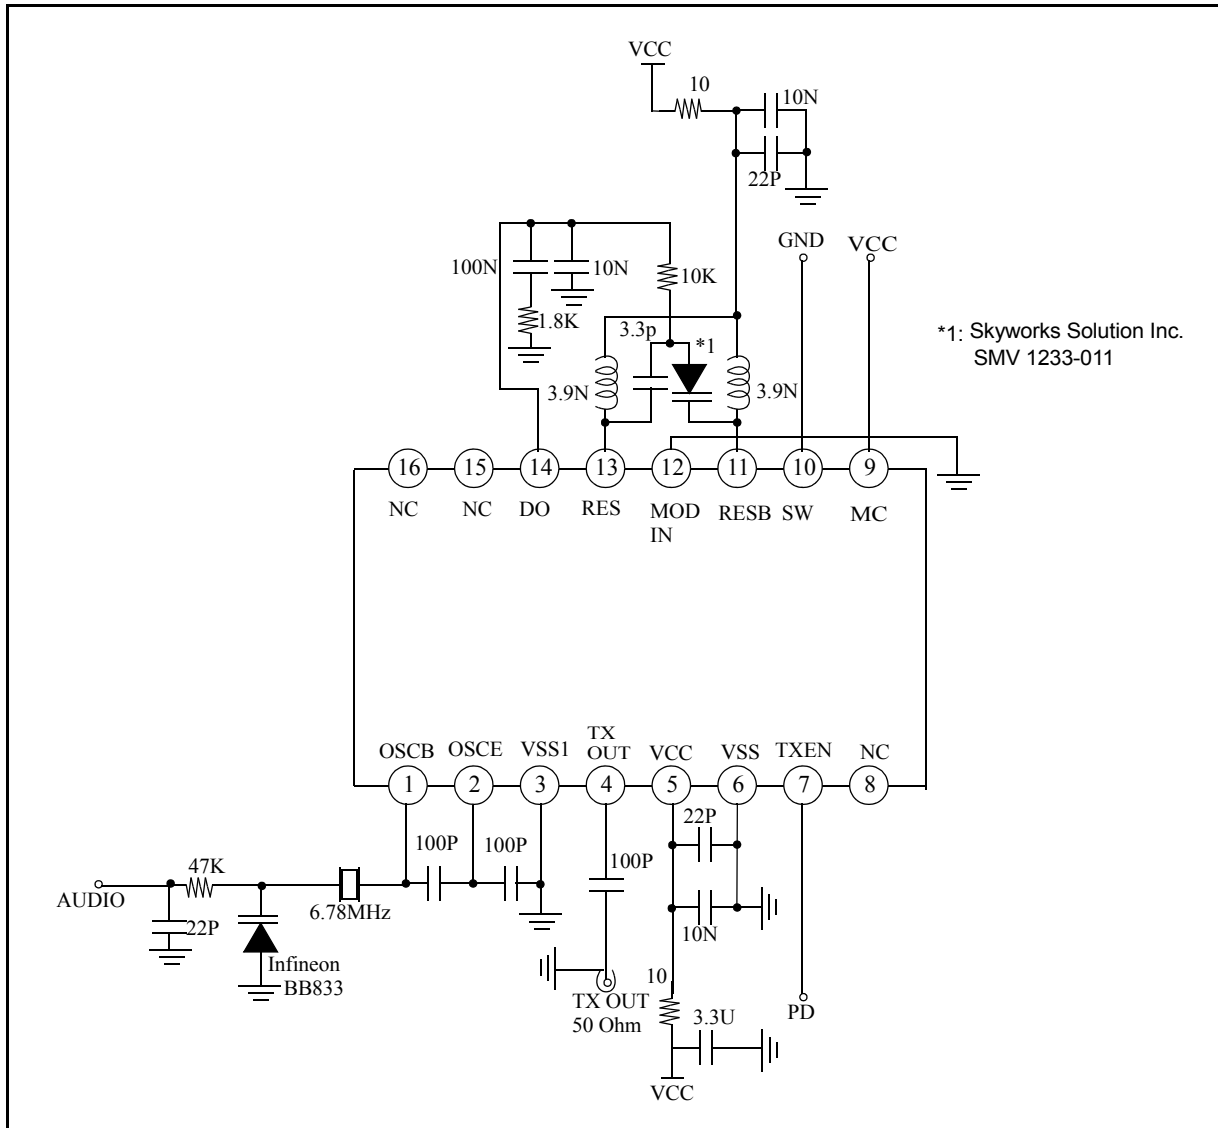 VCC
10
10N
22P
GND
VCC
100N
10N
10K
1.8K
3.3p
*1
*1: Skyworks Solution Inc.
SMV 1233-011
3.9N
3.9N
16
15
14
13
12
11
10
9
NC
NC
DO
RES
MOD
IN
RESB
SW
MC
OSCB
OSCE
VSS1
TX
OUT
VCC
VSS
TXEN
NC
1
2
3
4
5
6
7
8
22P
100P
100P
100P
47K
AUDIO
22P
6.78MHz
10N
Infineon
BB833
10
TX OUT
50 Ohm
3.3U
PD
VCC